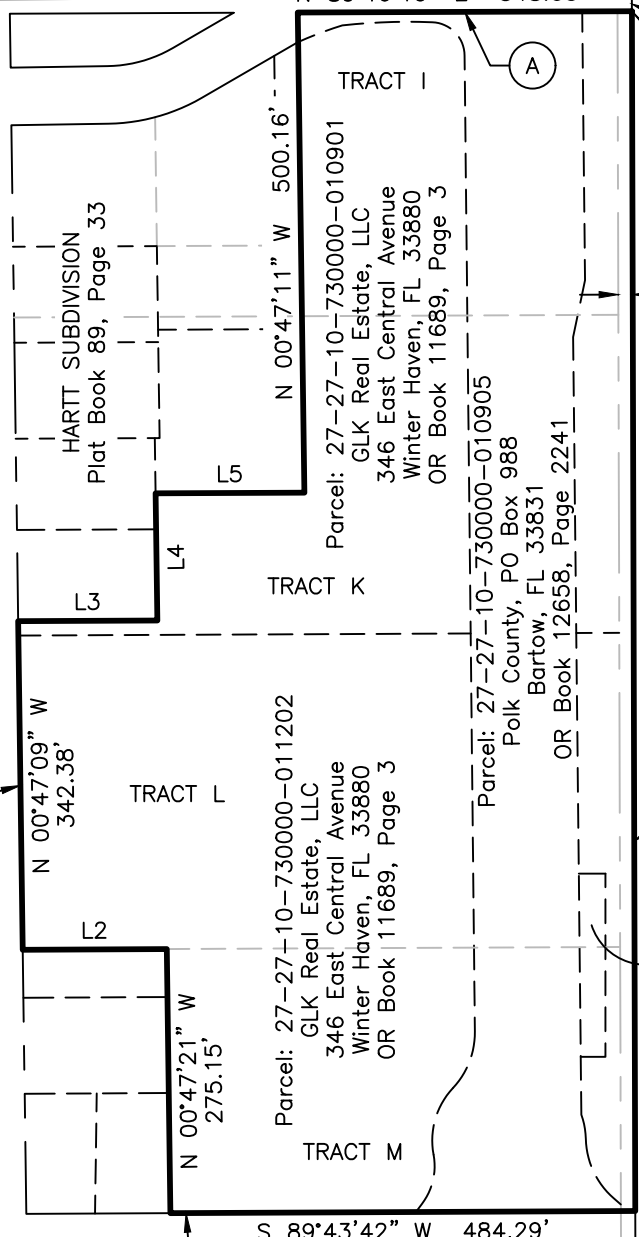 A
TRACT I
N 00°47'11" W 500.16'
HARTT SUBDIVISION
Plat Book 89, Page 33
Parcel: 27-27-10-730000-010901
GLK Real Estate, LLC
346 East Central Avenue
Winter Haven, FL 33880
OR Book 11689, Page 3
L5
L4
L3
TRACT K
Parcel: 27-27-10-730000-010905
Polk County, PO Box 988
Bartow, FL 33831
OR Book 12658, Page 2241
N 00°47'09" W
342.38'
TRACT L
Parcel: 27-27-10-730000-011202
GLK Real Estate, LLC
346 East Central Avenue
Winter Haven, FL 33880
OR Book 11689, Page 3
L2
N 00°47'21" W
275.15'
TRACT M
S 89°43'42" W 484.29'